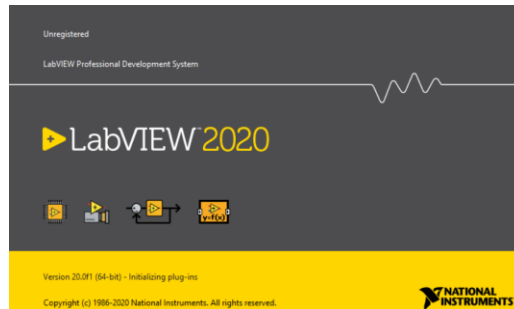 Unregistered
LabVIEW Professional Development System
LabVIEW™ 2020
y=f(x)
Version 20.0f1 (64-bit) - Initializing plug-ins
Copyright (c) 1986-2020 National Instruments. All rights reserved.
NATIONAL
INSTRUMENTS